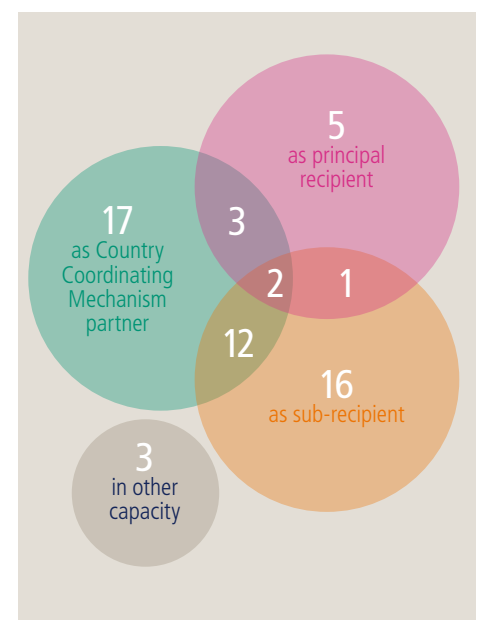 5
as principal
recipient
17
as Country
Coordinating
Mechanism
partner
3
2
1
12
16
as sub-recipient
3
in other
capacity